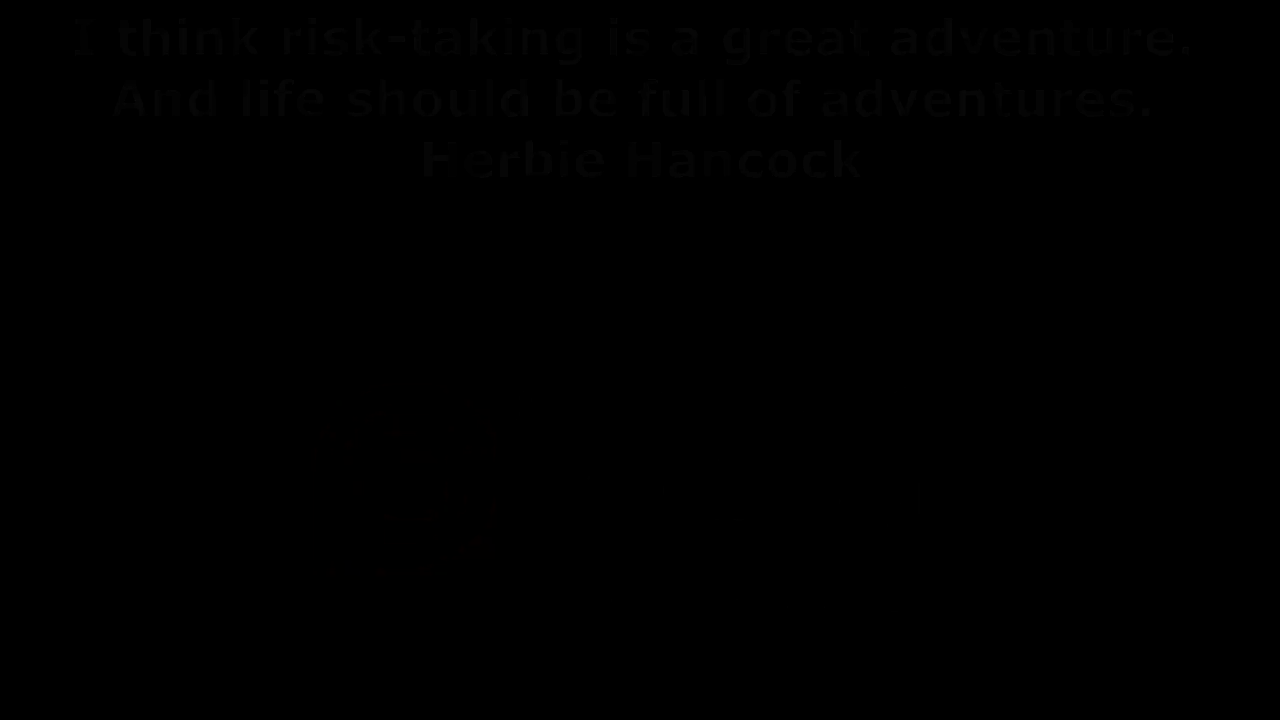 I think risk-taking is a great adventure.
And life should be full of adventures.
Herbie Hancock